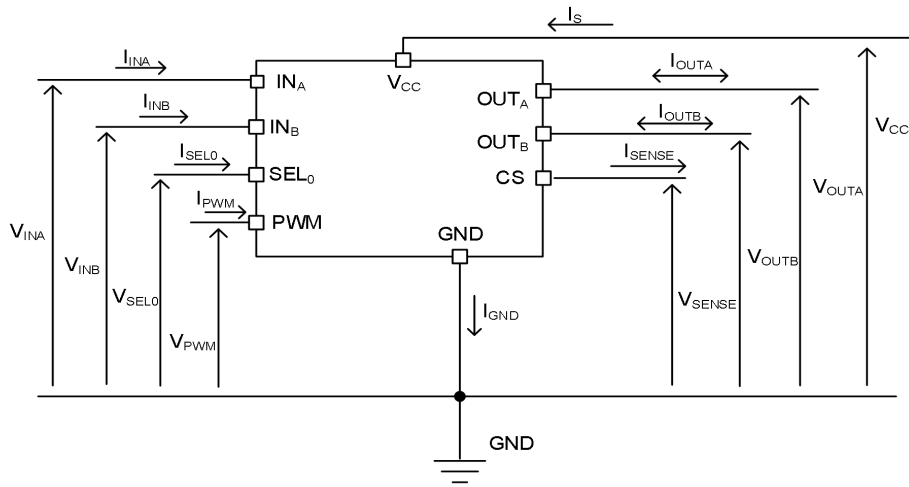 I_S
I_INA
IN_A
V_CC
I_OUTA
OUT_A
I_INB
IN_B
I_OUTB
OUT_B
V_CC
I_SEL0
SEL_0
I_SENSE
CS
V_OUTA
I_PWM
PWM
GND
V_INA
V_INB
V_OUTB
V_SEL0
V_SENSE
I_GND
V_PWM
GND